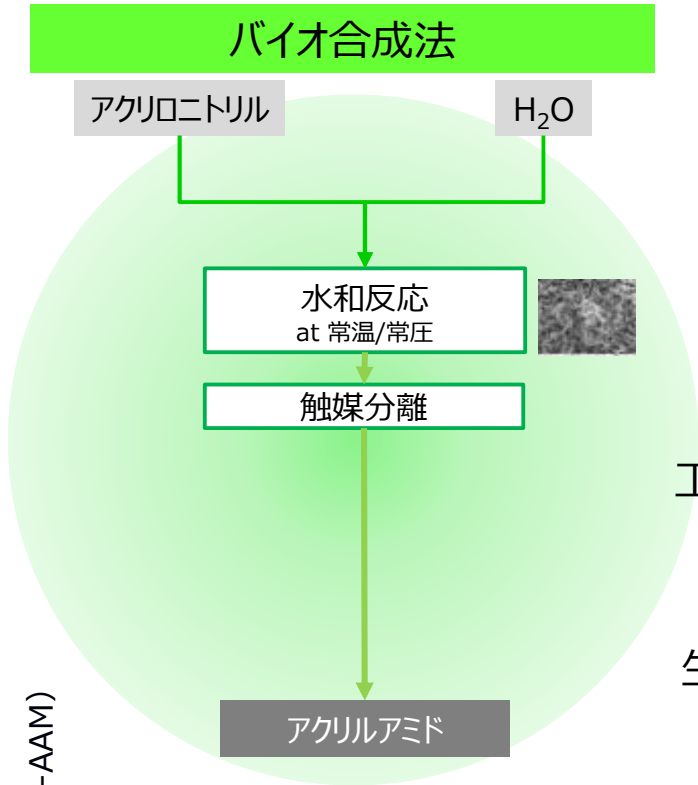 バイオ合成法
アクリロニトリル
H₂O
水和反応
at 常温/常圧
触媒分離
アクリルアミド
-AAM)